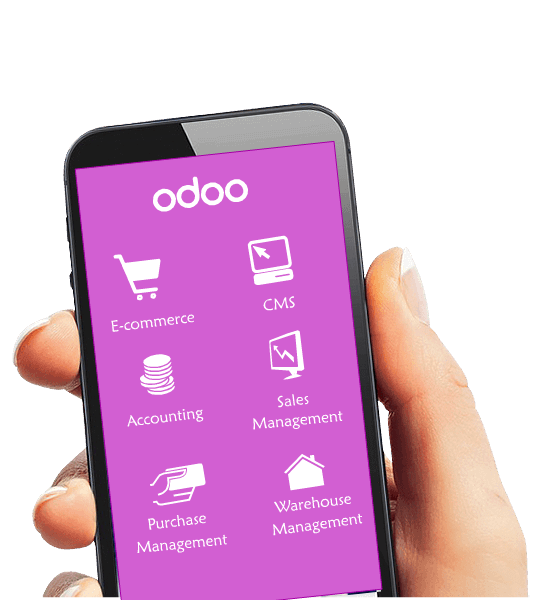 odoo
E-commerce
CMS
Accounting
Sales
Management
Purchase
Management
Warehouse
Management